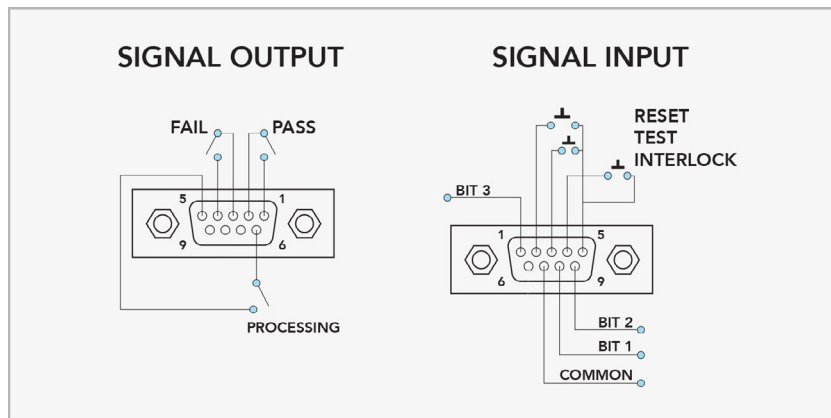 SIGNAL OUTPUT
FAIL
PASS
5
1
9
6
PROCESSING
SIGNAL INPUT
RESET
TEST
INTERLOCK
BIT 3
1
5
6
9
BIT 2
BIT 1
COMMON